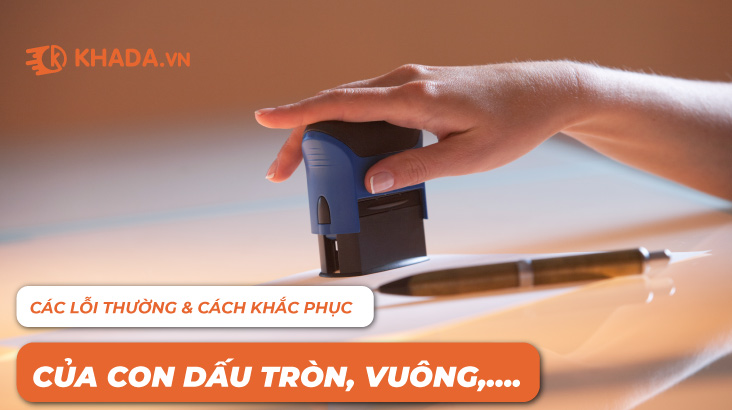 KHADA.VN
CÁC LỖI THƯỜNG & CÁCH KHẮC PHỤC
CỦA CON DẤU TRÒN, VUÔNG,....